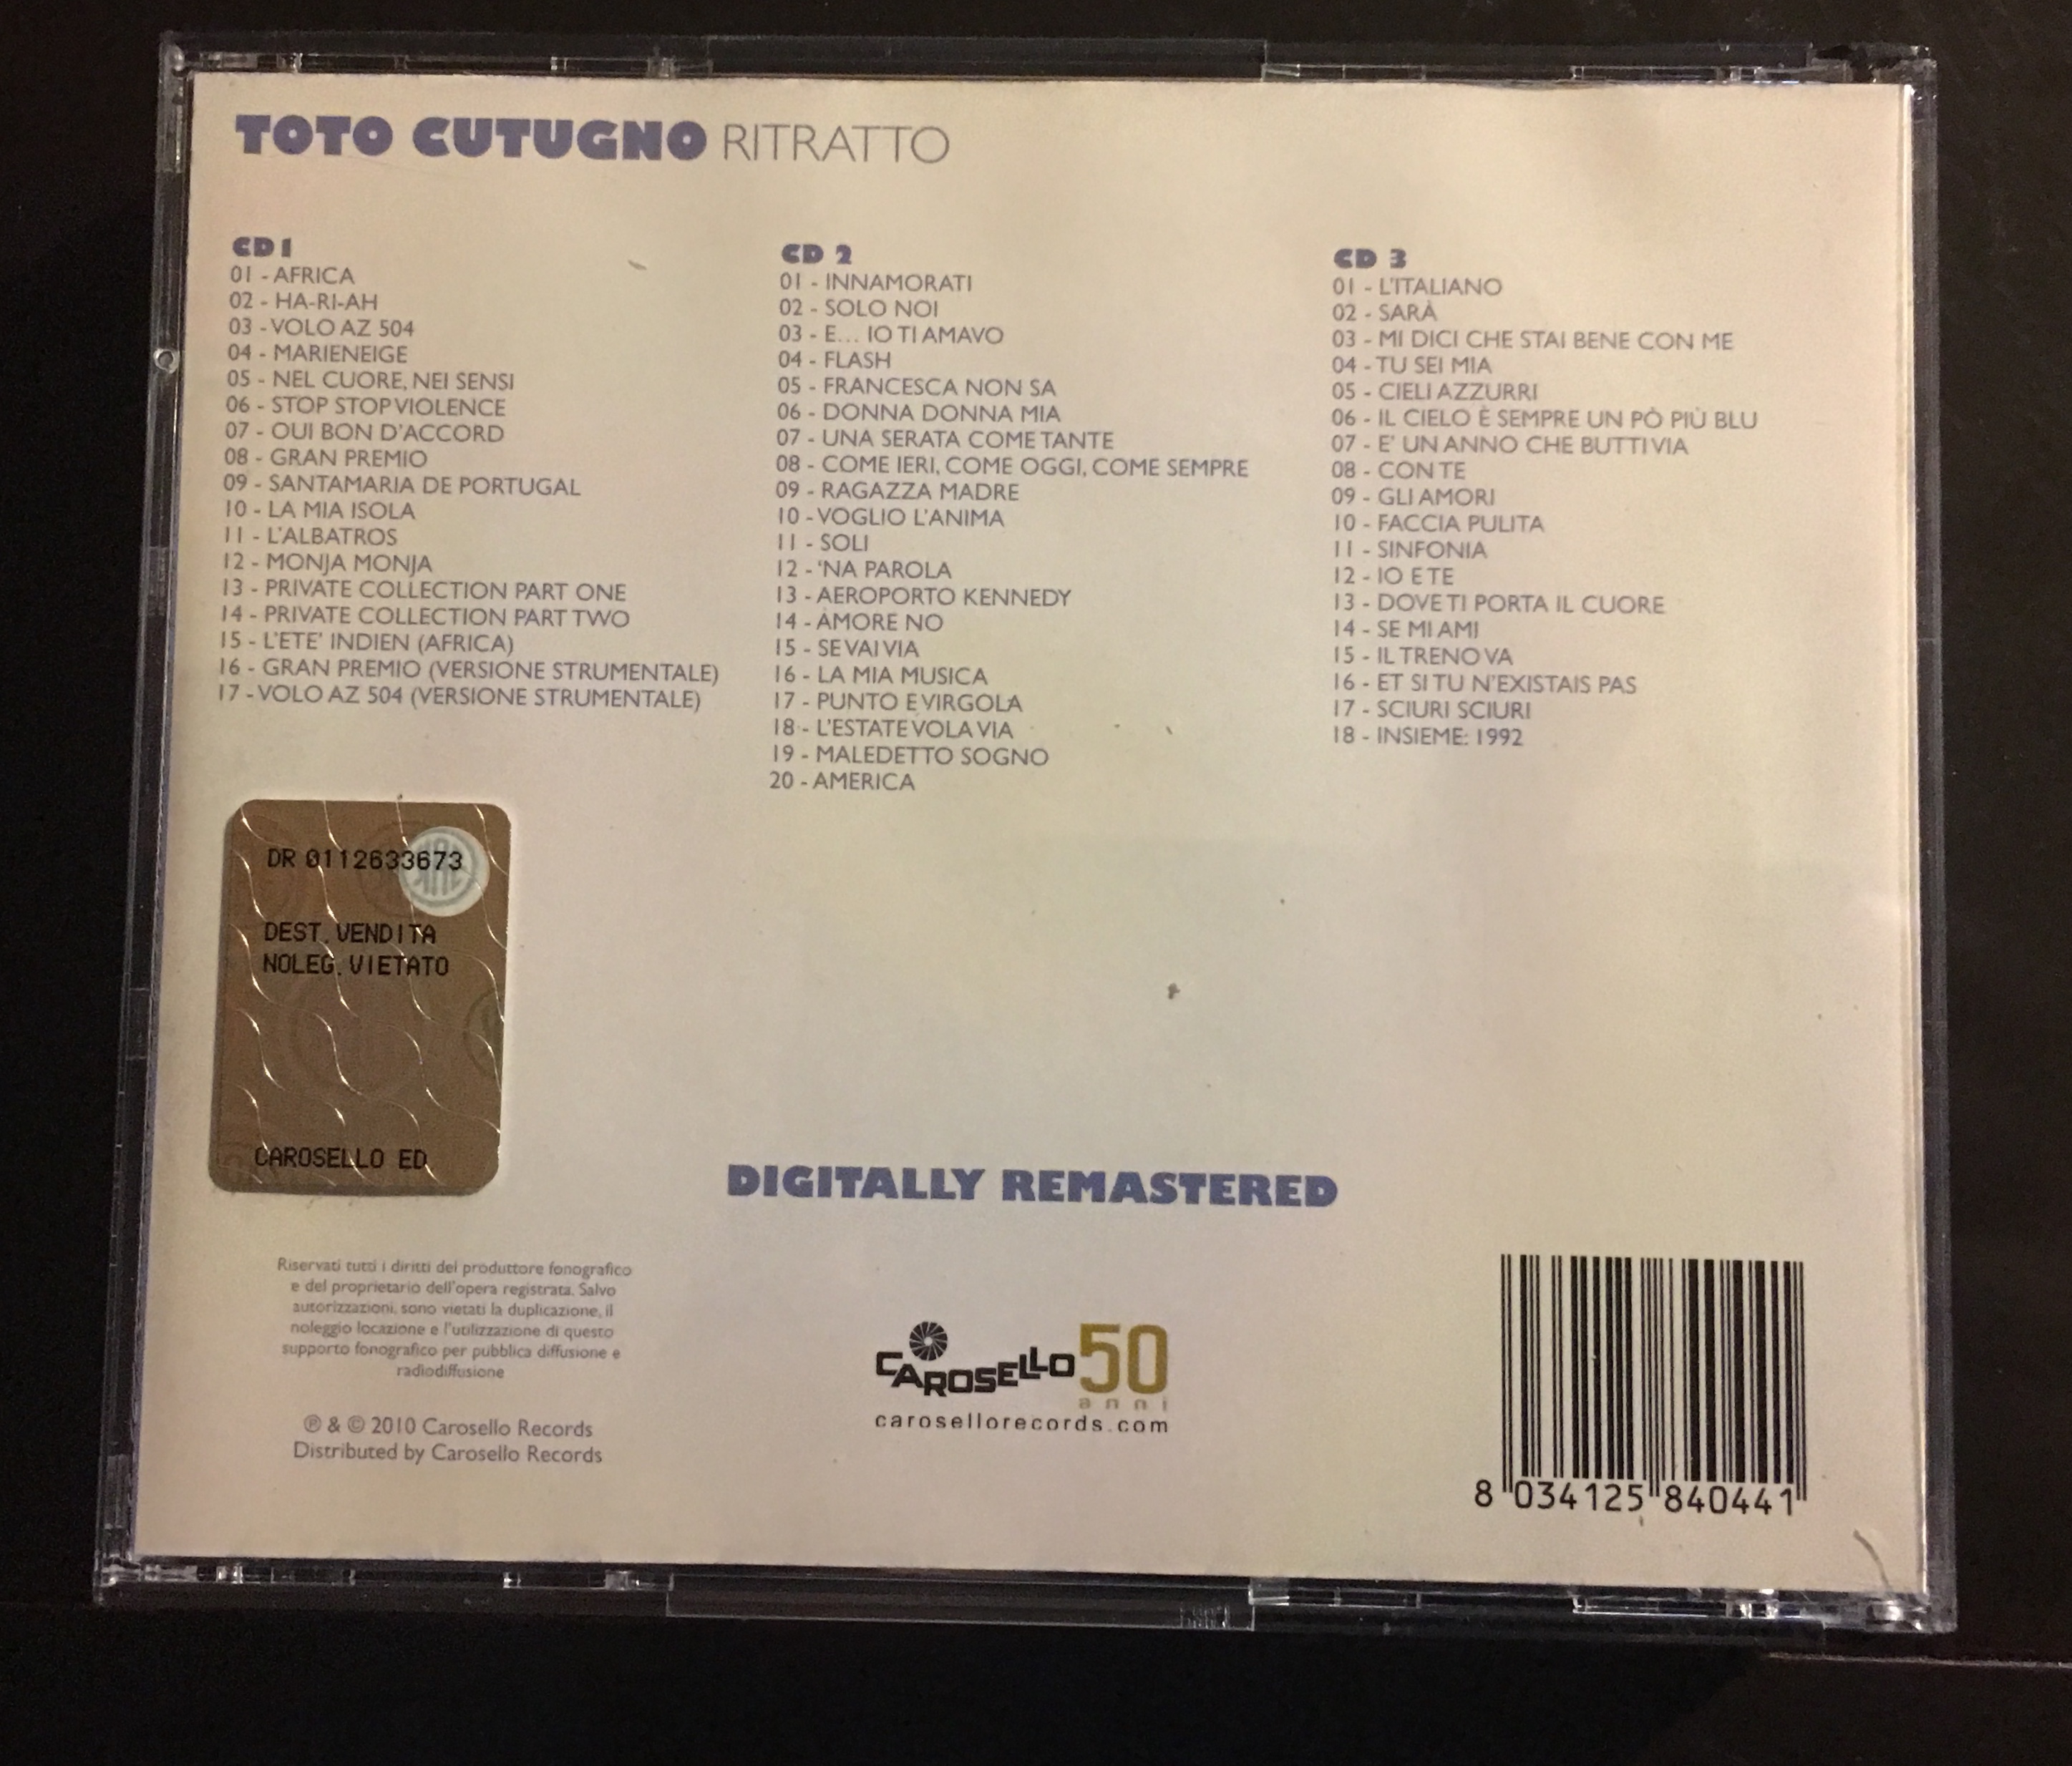 TOTO CUTUGNO RITRATTO
CD 1
01 - AFRICA
02 - HA-RI-AH
03 - VOLO AZ 504
04 - MARIENEIGE
05 - NEL CUORE, NEI SENSI
06 - STOP STOP VIOLENCE
07 - OUI BON D'ACCORD
08 - GRAN PREMIO
09 - SANTAMARIA DE PORTUGAL
10 - LA MIA ISOLA
11 - L'ALBATROS
12 - MONJA MONJA
13 - PRIVATE COLLECTION PART ONE
14 - PRIVATE COLLECTION PART TWO
15 - L'ETE' INDIEN (AFRICA)
16 - GRAN PREMIO (VERSIONE STRUMENTALE)
17 - VOLO AZ 504 (VERSIONE STRUMENTALE)
CD 2
01 - INNAMORATI
02 - SOLO NOI
03 - E... IO TI AMAVO
04 - FLASH
05 - FRANCESCA NON SA
06 - DONNA DONNA MIA
07 - UNA SERATA COME TANTE
08 - COME IERI, COME OGGI, COME SEMPRE
09 - RAGAZZA MADRE
10 - VOGLIO L'ANIMA
11 - SOLI
12 - 'NA PAROLA
13 - AEROPORTO KENNEDY
14 - AMORE NO
15 - SE VAI VIA
16 - LA MIA MUSICA
17 - PUNTO E VIRGOLA
18 - L'ESTATE VOLA VIA
19 - MALEDETTO SOGNO
20 - AMERICA
CD 3
01 - L'ITALIANO
02 - SARÀ
03 - MI DICI CHE STAI BENE CON ME
04 - TU SEI MIA
05 - CIELI AZZURRI
06 - IL CIELO È SEMPRE UN PÒ PIÙ BLU
07 - E' UN ANNO CHE BUTTI VIA
08 - CON TE
09 - GLI AMORI
10 - FACCIA PULITA
11 - SINFONIA
12 - IO E TE
13 - DOVE TI PORTA IL CUORE
14 - SE MI AMI
15 - IL TRENO VA
16 - ET SI TU N'EXISTAIS PAS
17 - SCIURI SCIURI
18 - INSIEME: 1992
DR 0112633673
DEST. VENDITA
NOLEG. VIETATO
CAROSELLO ED
DIGITALLY REMASTERED
Riservati tutti i diritti del produttore fonografico
e del proprietario dell'opera registrata. Salvo
autorizzazioni, sono vietati la duplicazione, il
noleggio locazione e l'utilizzazione di questo
supporto fonografico per pubblica diffusione e
radiodiffusione
℗ & © 2010 Carosello Records
Distributed by Carosello Records
CAROSELLO 50
anni
carosellorecords.com
8 034125 840441